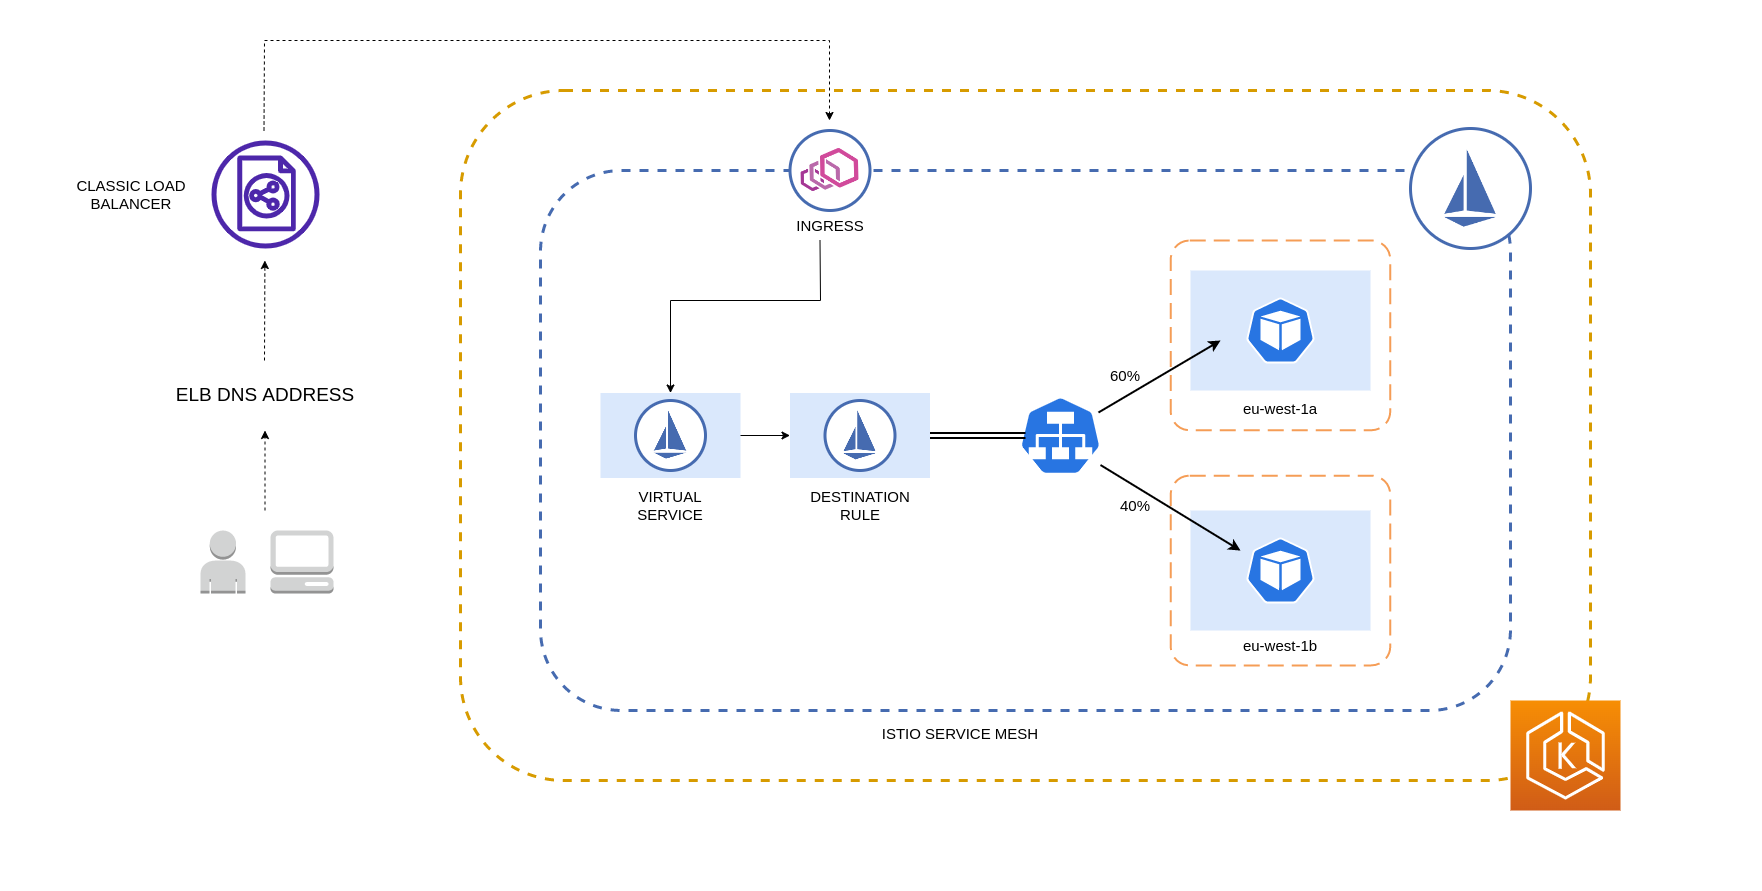 CLASSIC LOAD
BALANCER
INGRESS
ELB DNS ADDRESS
VIRTUAL
SERVICE
DESTINATION
RULE
60%
eu-west-1a
40%
eu-west-1b
ISTIO SERVICE MESH
K